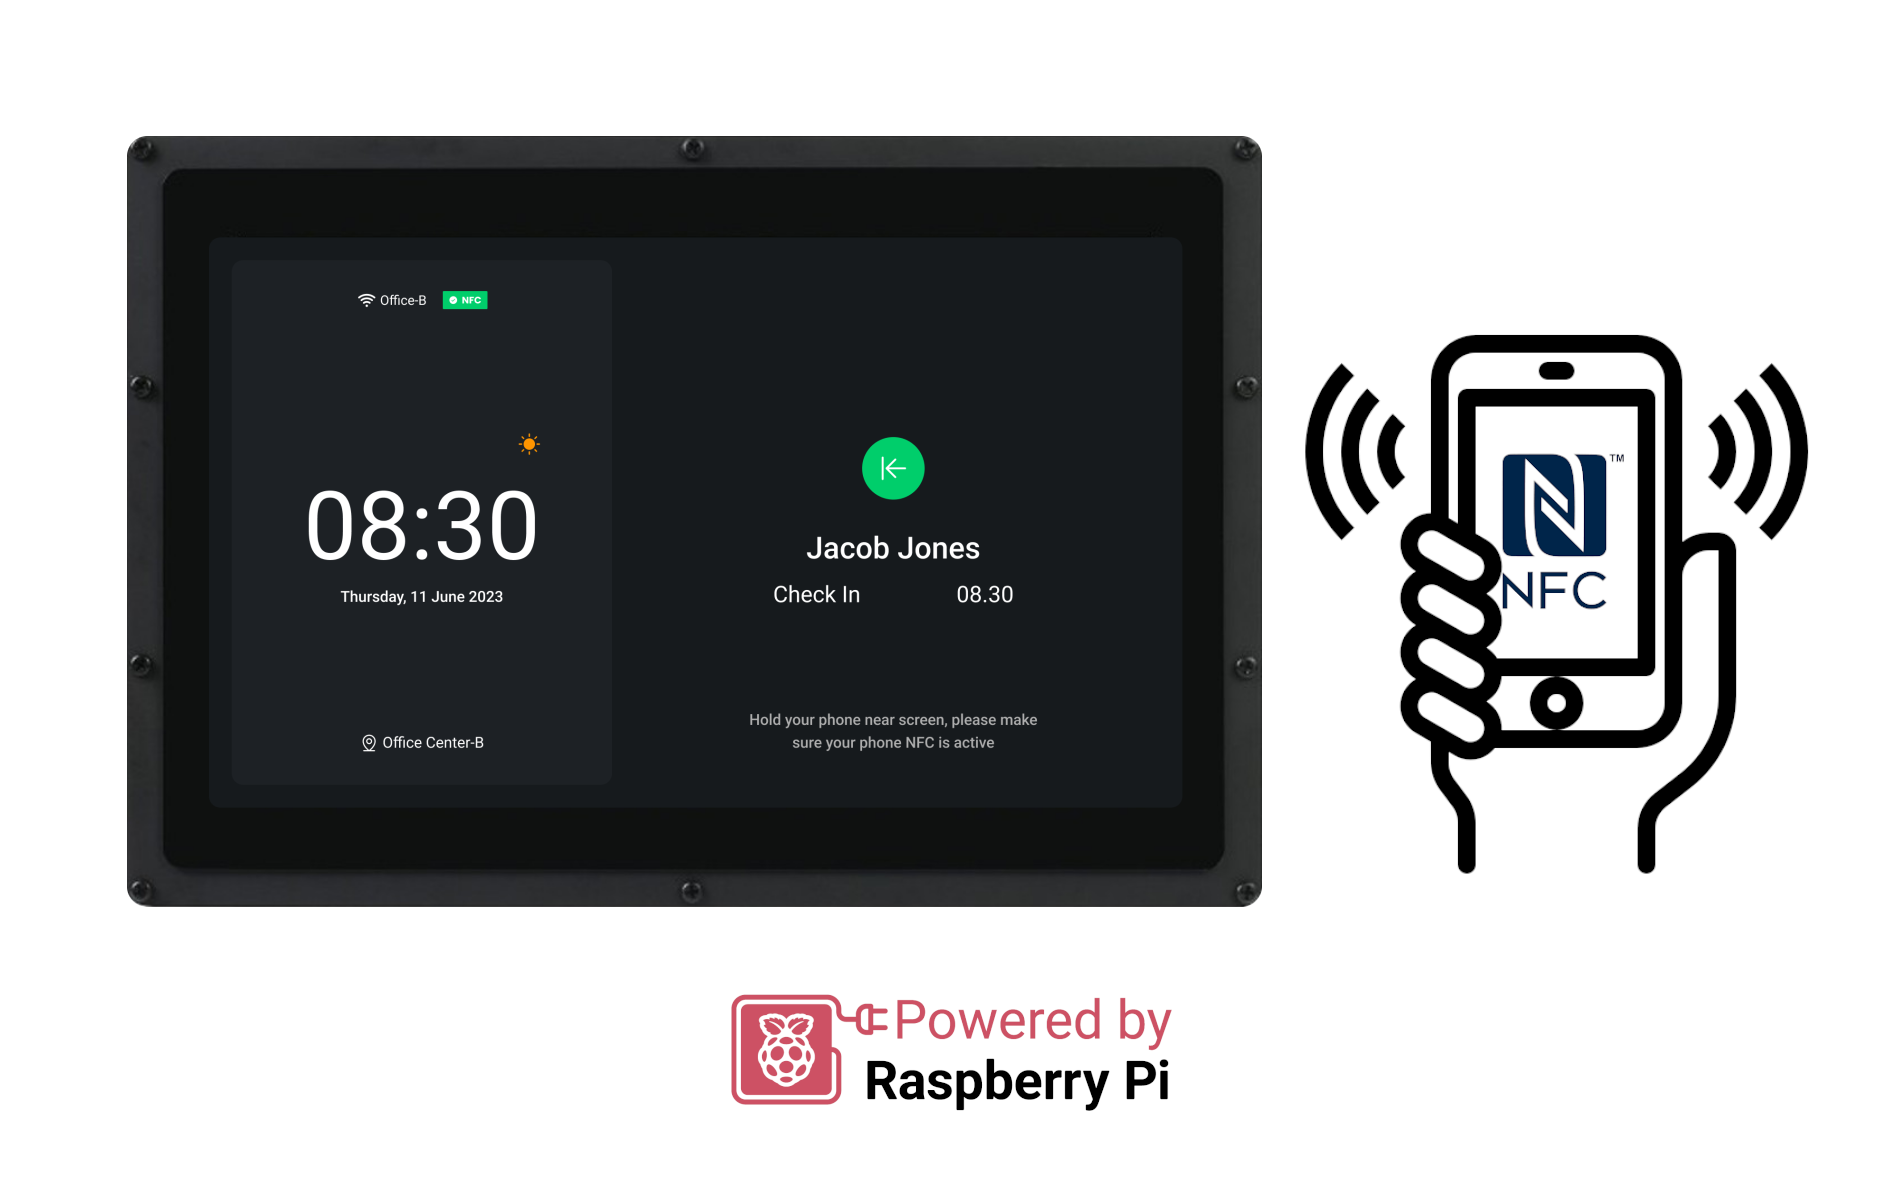 Office-B
NFC
08:30
Thursday, 11 June 2023
Office Center-B
Jacob Jones
Check In 08.30
Hold your phone near screen, please make
sure your phone NFC is active
TM
NFC
Powered by
Raspberry Pi